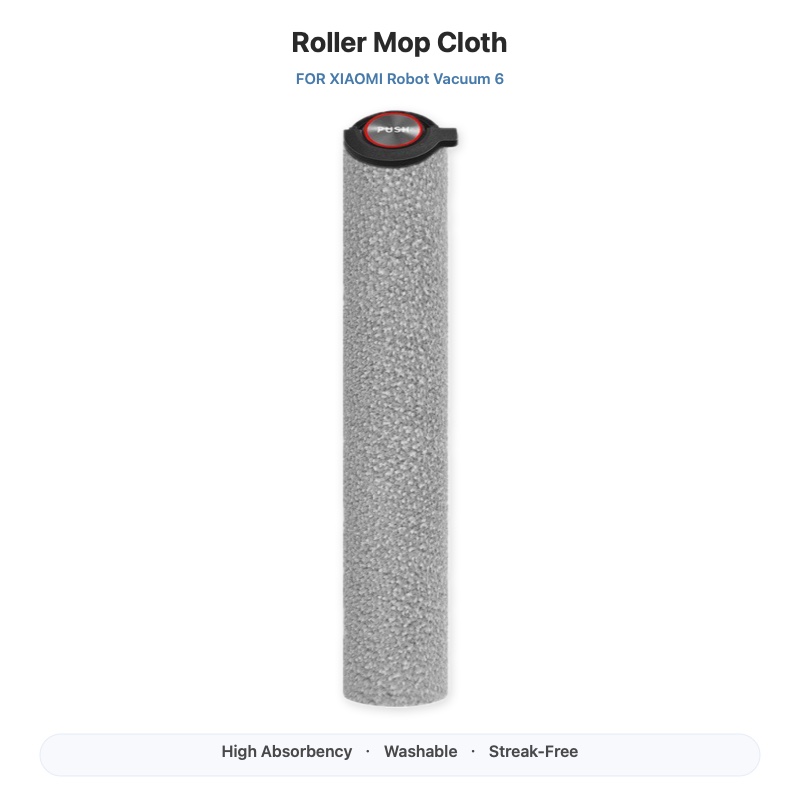 Roller Mop Cloth
FOR XIAOMI Robot Vacuum 6
PUSH
High Absorbency · Washable · Streak-Free